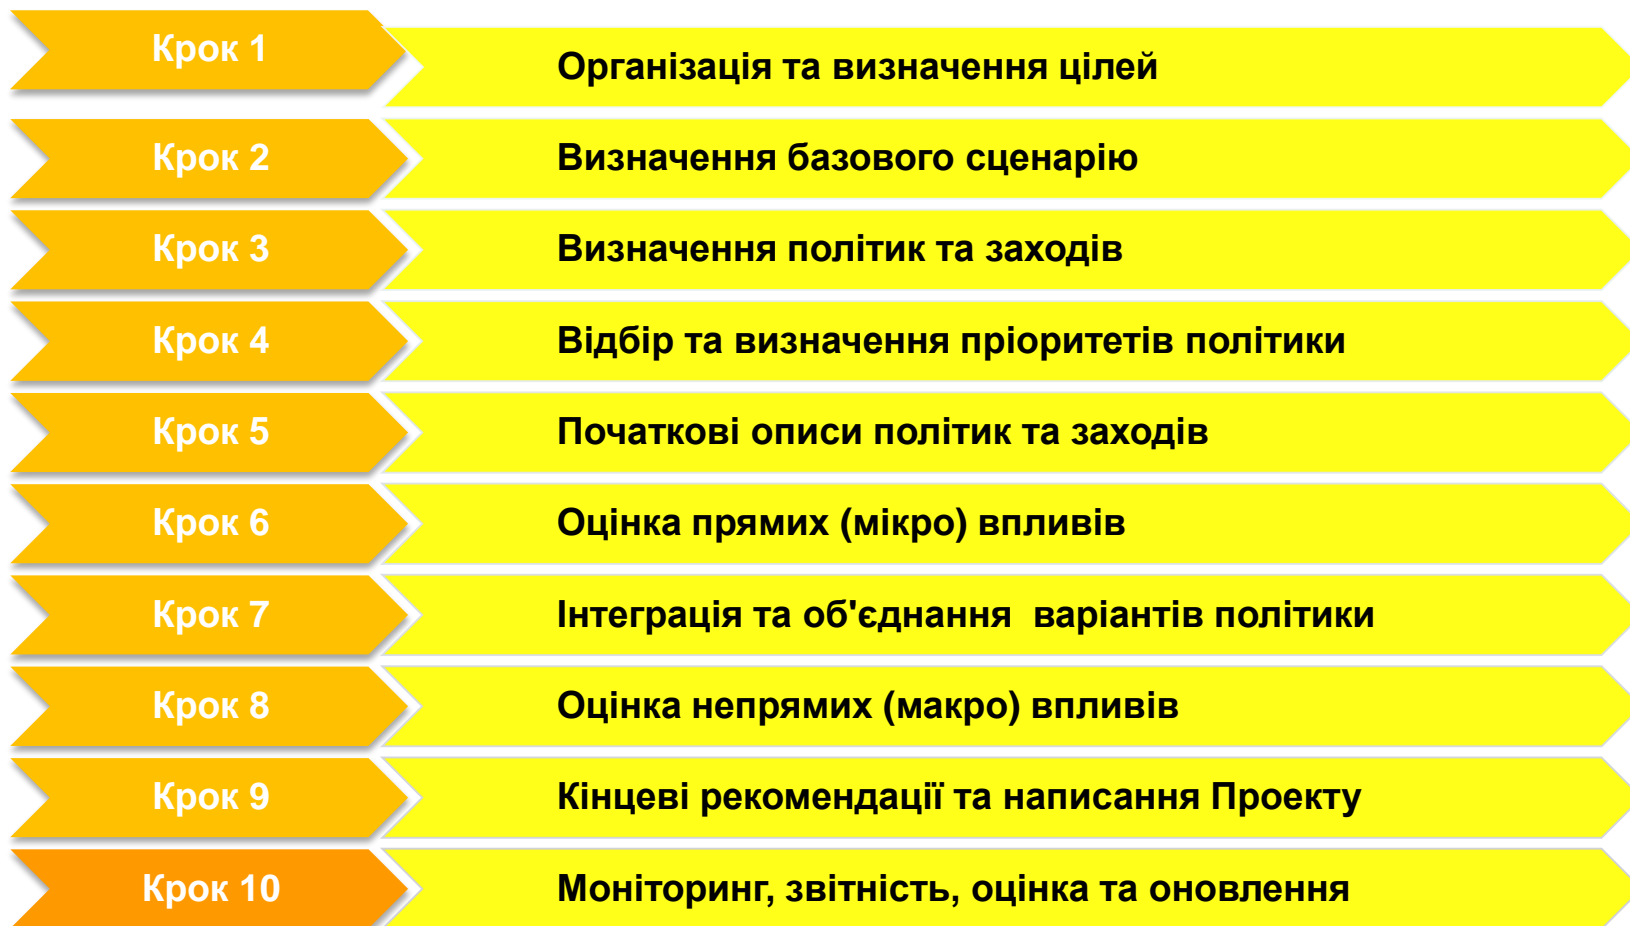 Крок 1
Організація та визначення цілей
Крок 2
Визначення базового сценарію
Крок 3
Визначення політик та заходів
Крок 4
Відбір та визначення пріоритетів політики
Крок 5
Початкові описи політик та заходів
Крок 6
Оцінка прямих (мікро) впливів
Крок 7
Інтеграція та об'єднання  варіантів політики
Крок 8
Оцінка непрямих (макро) впливів
Крок 9
Кінцеві рекомендації та написання Проекту
Крок 10
Моніторинг, звітність, оцінка та оновлення